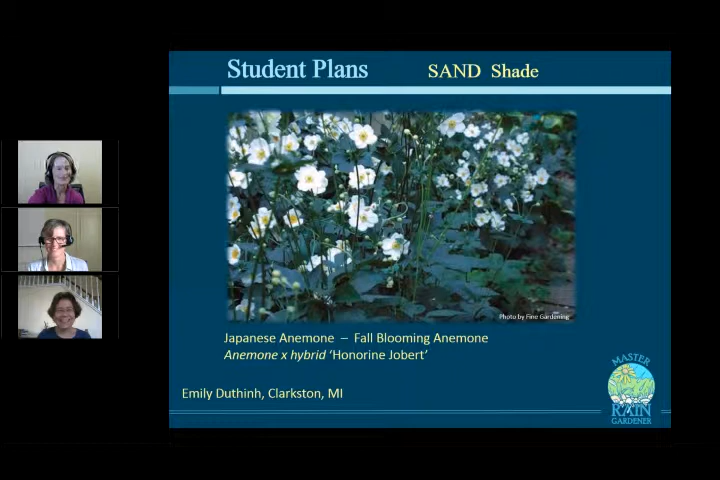 Student Plans SAND Shade
Photo by Fine Gardening
Japanese Anemone – Fall Blooming Anemone
Anemone x hybrid ‘Honorine Jobert’
Emily Duthinh, Clarkston, MI
MASTER
RAIN
GARDENER